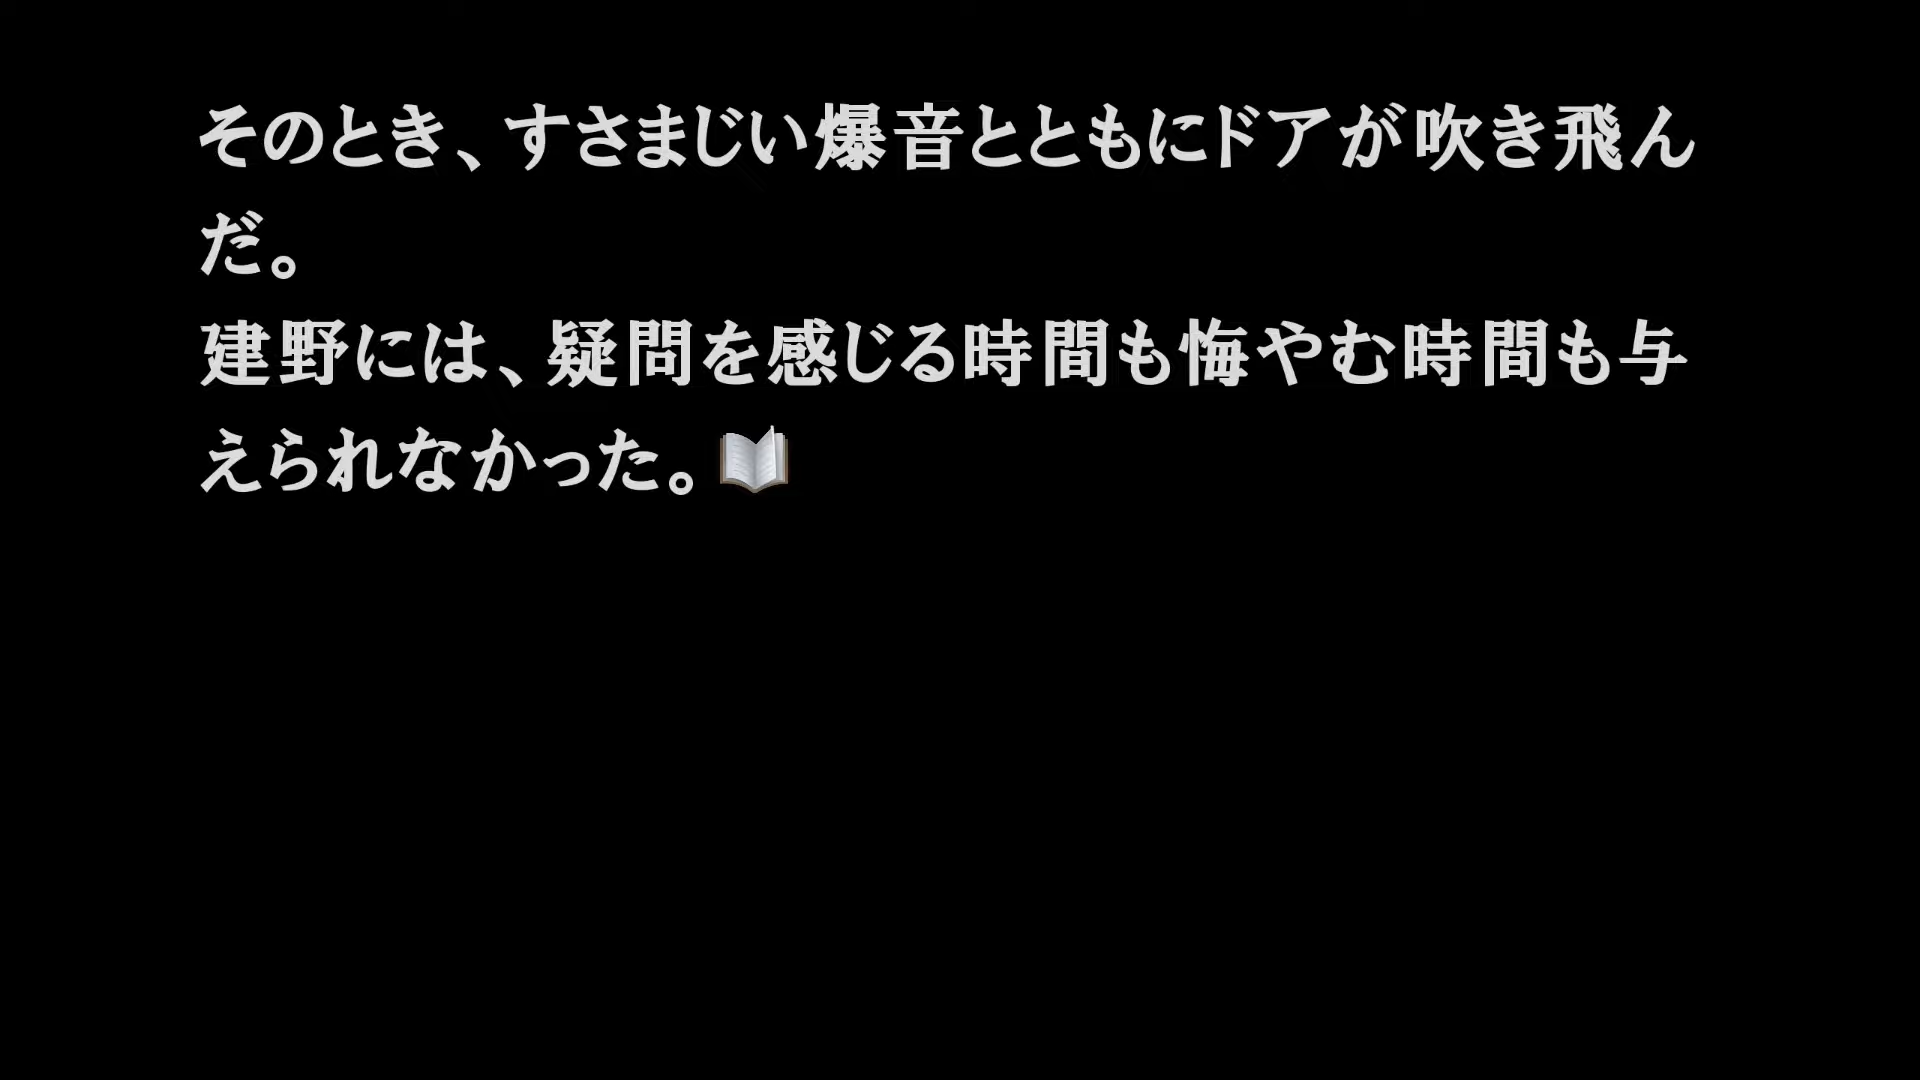 そのとき、すさまじい爆音とともにドアが吹き飛ん
だ。
建野には、疑問を感じる時間も悔やむ時間も与
えられなかった。